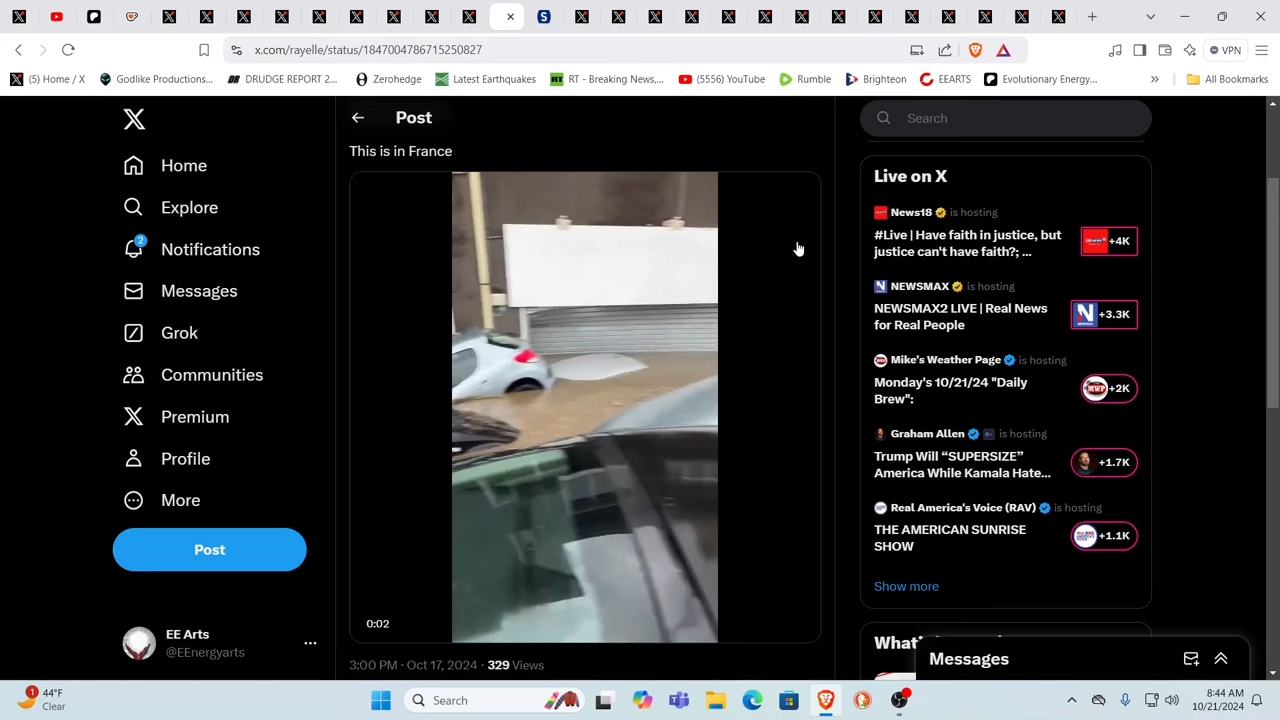 x.com/rayelle/status/1847004786715250827
VPN
(5) Home / X
Godlike Productions...
DRUDGE REPORT 2...
Zerohedge
Latest Earthquakes
RT - Breaking News,...
(555) YouTube
Rumble
Brighteon
EEARTS
Evolutionary Energy...
All Bookmarks
Post
This is in France
0:02
3:00 PM · Oct 17, 2024 · 329 Views
Home
Explore
2
Notifications
Messages
Grok
Communities
Premium
Profile
More
Post
EE Arts
@EEnergyarts
Search
Live on X
News18 is hosting
#Live | Have faith in justice, but
justice can't have faith?; ...
+4K
NEWSMAX is hosting
NEWSMAX2 LIVE | Real News
for Real People
+3.3K
Mike's Weather Page is hosting
Monday's 10/21/24 "Daily
Brew":
+2K
Graham Allen is hosting
Trump Will “SUPERSIZE”
America While Kamala Hate...
+1.7K
Real America's Voice (RAV) is hosting
THE AMERICAN SUNRISE
SHOW
+1.1K
Show more
Messages
1
44°F
Clear
Search
8:44 AM
10/21/2024